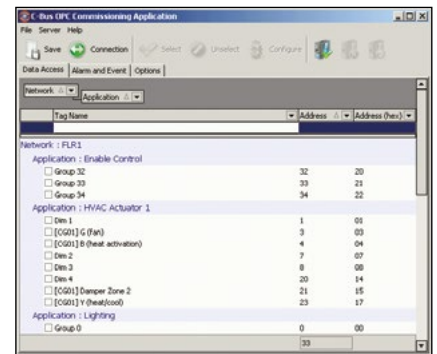 C-Bus OPC Commissioning Application
File Server Help
Save Connection Select Unselect Configure
Data Access Alarm and Event Options
Network
Application
Tag Name Address Address (hex)
Network : FLR1
Application : Enable Control
Group 32 32 20
Group 33 33 21
Group 34 34 22
Application : HVAC Actuator 1
Dim 1 1 01
[CG01] G (fan) 3 03
[CG01] B (heat activation) 4 04
Dim 2 7 07
Dim 3 8 08
Dim 4 20 14
[CG01] Damper Zone 2 21 15
[CG01] Y (heat/cool) 23 17
Application : Lighting
Group 0 0 00
33